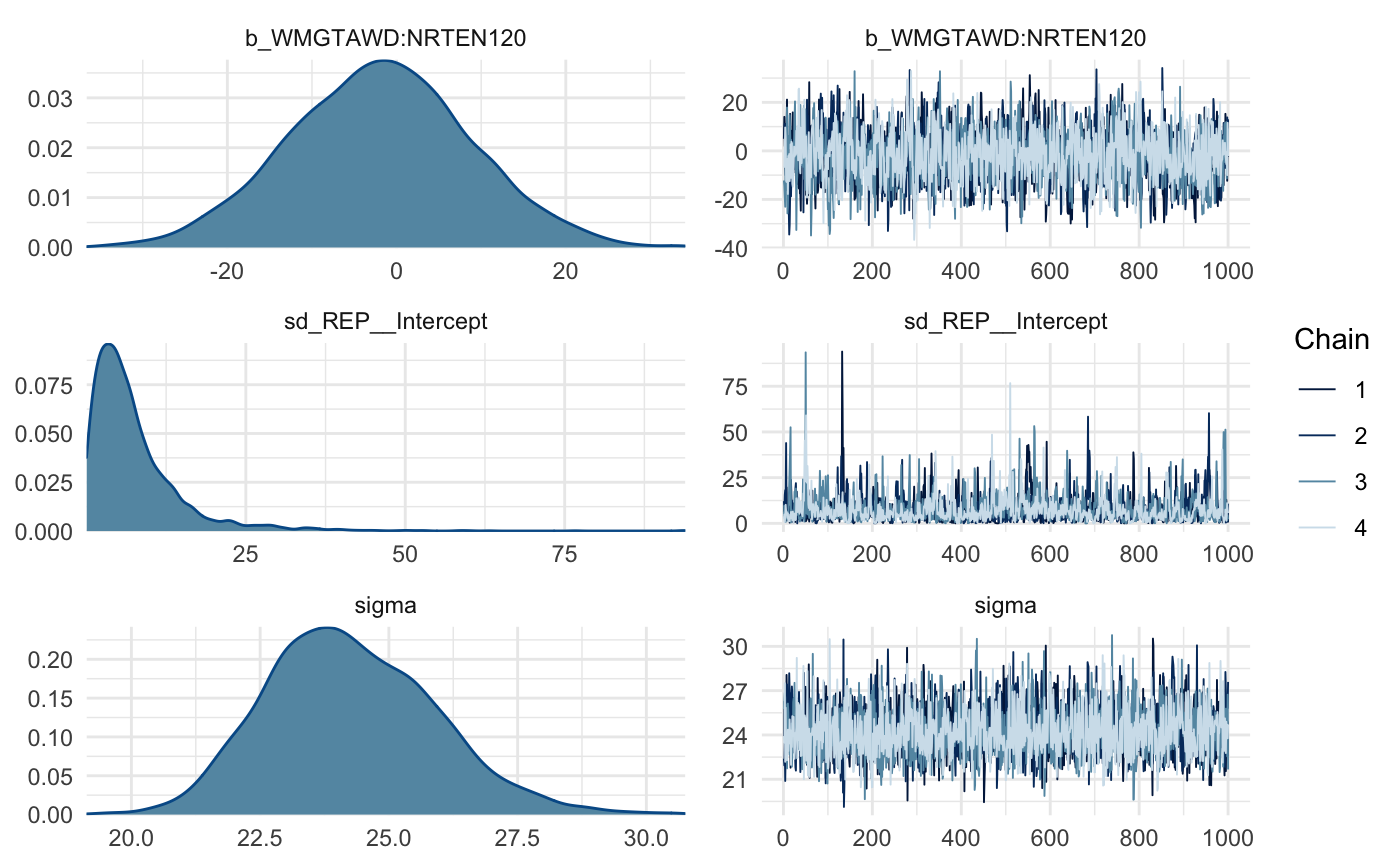 b_WMGTAWD:NRTEN120 b_WMGTAWD:NRTEN120
0.03
0.02
0.01
0.00
-20 0 20
20
0
-20
-40
0 200 400 600 800 1000
sd_REP__Intercept sd_REP__Intercept
0.075
0.050
0.025
0.000
25 50 75
75
50
25
0
0 200 400 600 800 1000
Chain
1
2
3
4
sigma sigma
0.20
0.15
0.10
0.05
0.00
20.0 22.5 25.0 27.5 30.0
30
27
24
21
0 200 400 600 800 1000